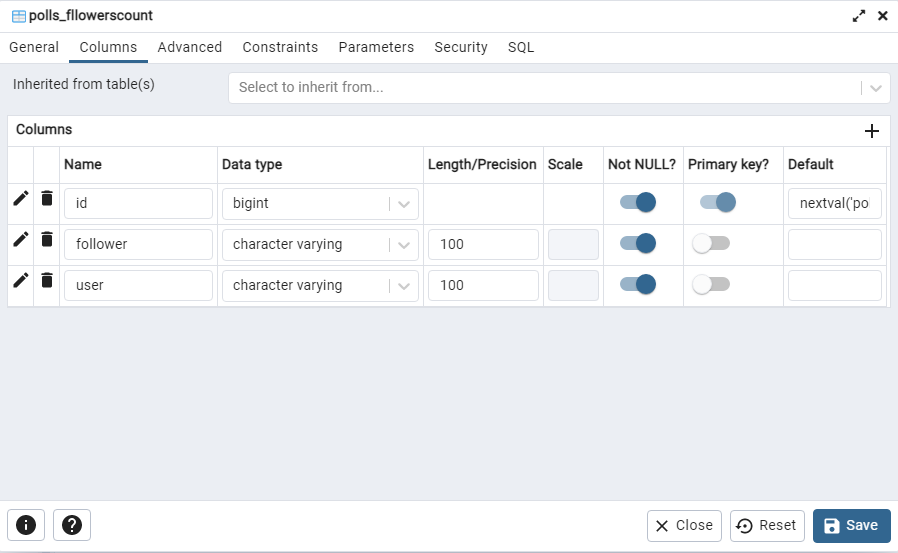 polls_fllowerscount
General Columns Advanced Constraints Parameters Security SQL
Inherited from table(s) Select to inherit from...
Columns
Name Data type Length/Precision Scale Not NULL? Primary key? Default
id bigint nextval('po
follower character varying 100
user character varying 100
Close Reset Save